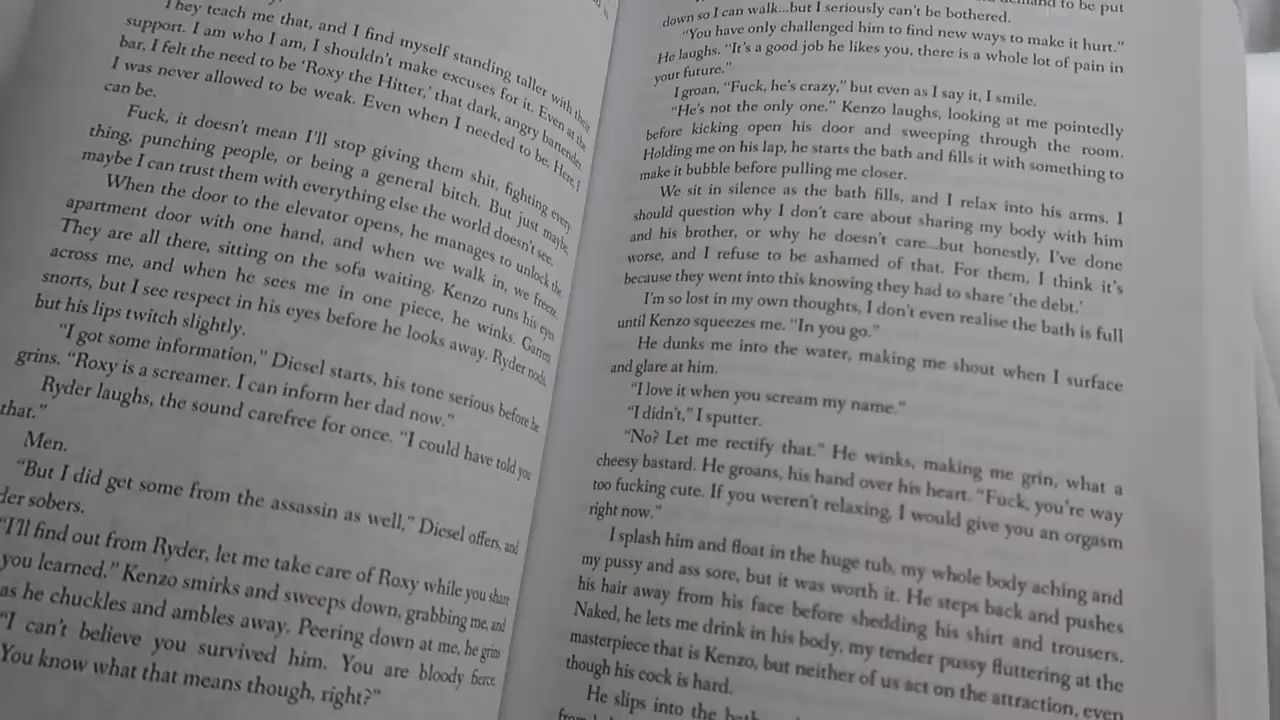 They teach me that, and I find myself standing taller with their
support. I am who I am, I shouldn't make excuses for it. Even at the
bar, I felt the need to be 'Roxy the Hitter,' that dark, angry bartender.
I was never allowed to be weak. Even when I needed to be. Here, I
can be.
Fuck, it doesn't mean I'll stop giving them shit, fighting every-
thing, punching people, or being a general bitch. But just maybe,
maybe I can trust them with everything else the world doesn't see.
When the door to the elevator opens, he manages to unlock the
apartment door with one hand, and when we walk in, we freeze.
They are all there, sitting on the sofa waiting. Kenzo runs his eyes
across me, and when he sees me in one piece, he winks. Garrett
snorts, but I see respect in his eyes before he looks away. Ryder nods,
but his lips twitch slightly.
"I got some information," Diesel starts, his tone serious before he
grins. "Roxy is a screamer. I can inform her dad now."
Ryder laughs, the sound carefree for once. "I could have told you
that."
Men.
"But I did get some from the assassin as well," Diesel offers, and
der sobers.
"I'll find out from Ryder, let me take care of Roxy while you share
you learned." Kenzo smirks and sweeps down, grabbing me, and
as he chuckles and ambles away. Peering down at me, he grins
"I can't believe you survived him. You are bloody fierce.
You know what that means though, right?"
demand to be put
down so I can walk...but I seriously can't be bothered.
"You have only challenged him to find new ways to make it hurt."
He laughs. "It's a good job he likes you, there is a whole lot of pain in
your future."
I groan, "Fuck, he's crazy," but even as I say it, I smile.
"He's not the only one." Kenzo laughs, looking at me pointedly
before kicking open his door and sweeping through the room.
Holding me on his lap, he starts the bath and fills it with something to
make it bubble before pulling me closer.
We sit in silence as the bath fills, and I relax into his arms. I
should question why I don't care about sharing my body with him
and his brother, or why he doesn't care...but honestly, I've done
worse, and I refuse to be ashamed of that. For them, I think it's
because they went into this knowing they had to share 'the debt.'
I'm so lost in my own thoughts, I don't even realise the bath is full
until Kenzo squeezes me. "In you go."
He dunks me into the water, making me shout when I surface
and glare at him.
"I love it when you scream my name."
"I didn't," I sputter.
"No? Let me rectify that." He winks, making me grin, what a
cheesy bastard. He groans, his hand over his heart. "Fuck, you're way
too fucking cute. If you weren't relaxing, I would give you an orgasm
right now."
I splash him and float in the huge tub, my whole body aching and
my pussy and ass sore, but it was worth it. He steps back and pushes
his hair away from his face before shedding his shirt and trousers.
Naked, he lets me drink in his body, my tender pussy fluttering at the
masterpiece that is Kenzo, but neither of us act on the attraction, even
though his cock is hard.
He slips into the